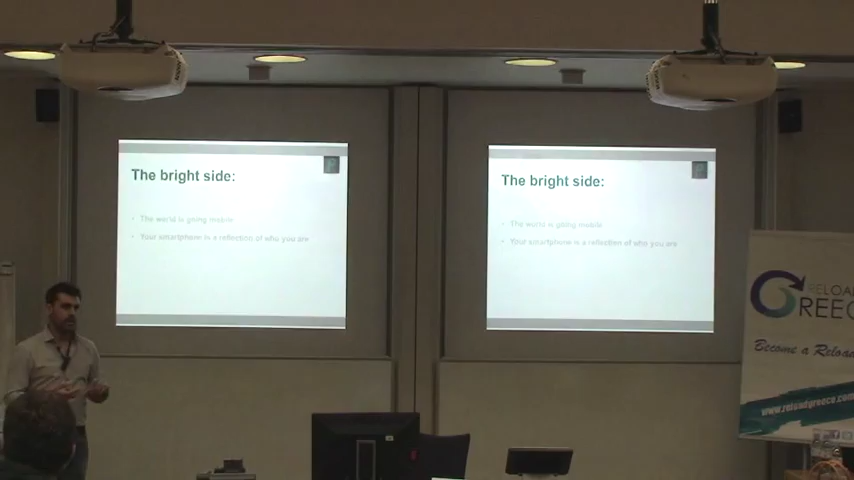 The bright side:
• The world is going mobile
• Your smartphone is a reflection of who you are
The bright side:
• The world is going mobile
• Your smartphone is a reflection of who you are
RELOAD
GREECE
Become a Reload
www.reloadgreece.com